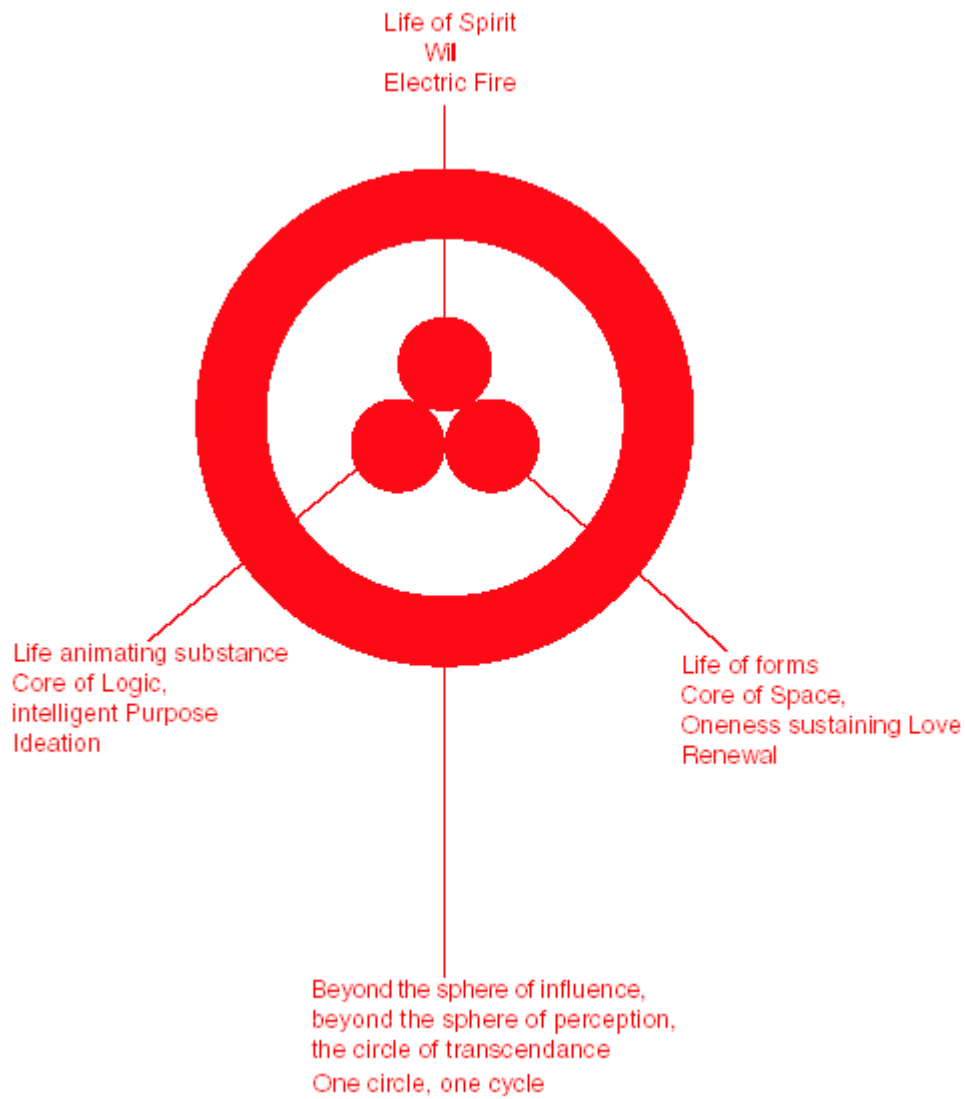 Life of Spirit
Will
Electric Fire
Life animating substance
Core of Logic,
intelligent Purpose
Ideation
Life of forms
Core of Space,
Oneness sustaining Love
Renewal
Beyond the sphere of influence,
beyond the sphere of perception,
the circle of transcendance
One circle, one cycle